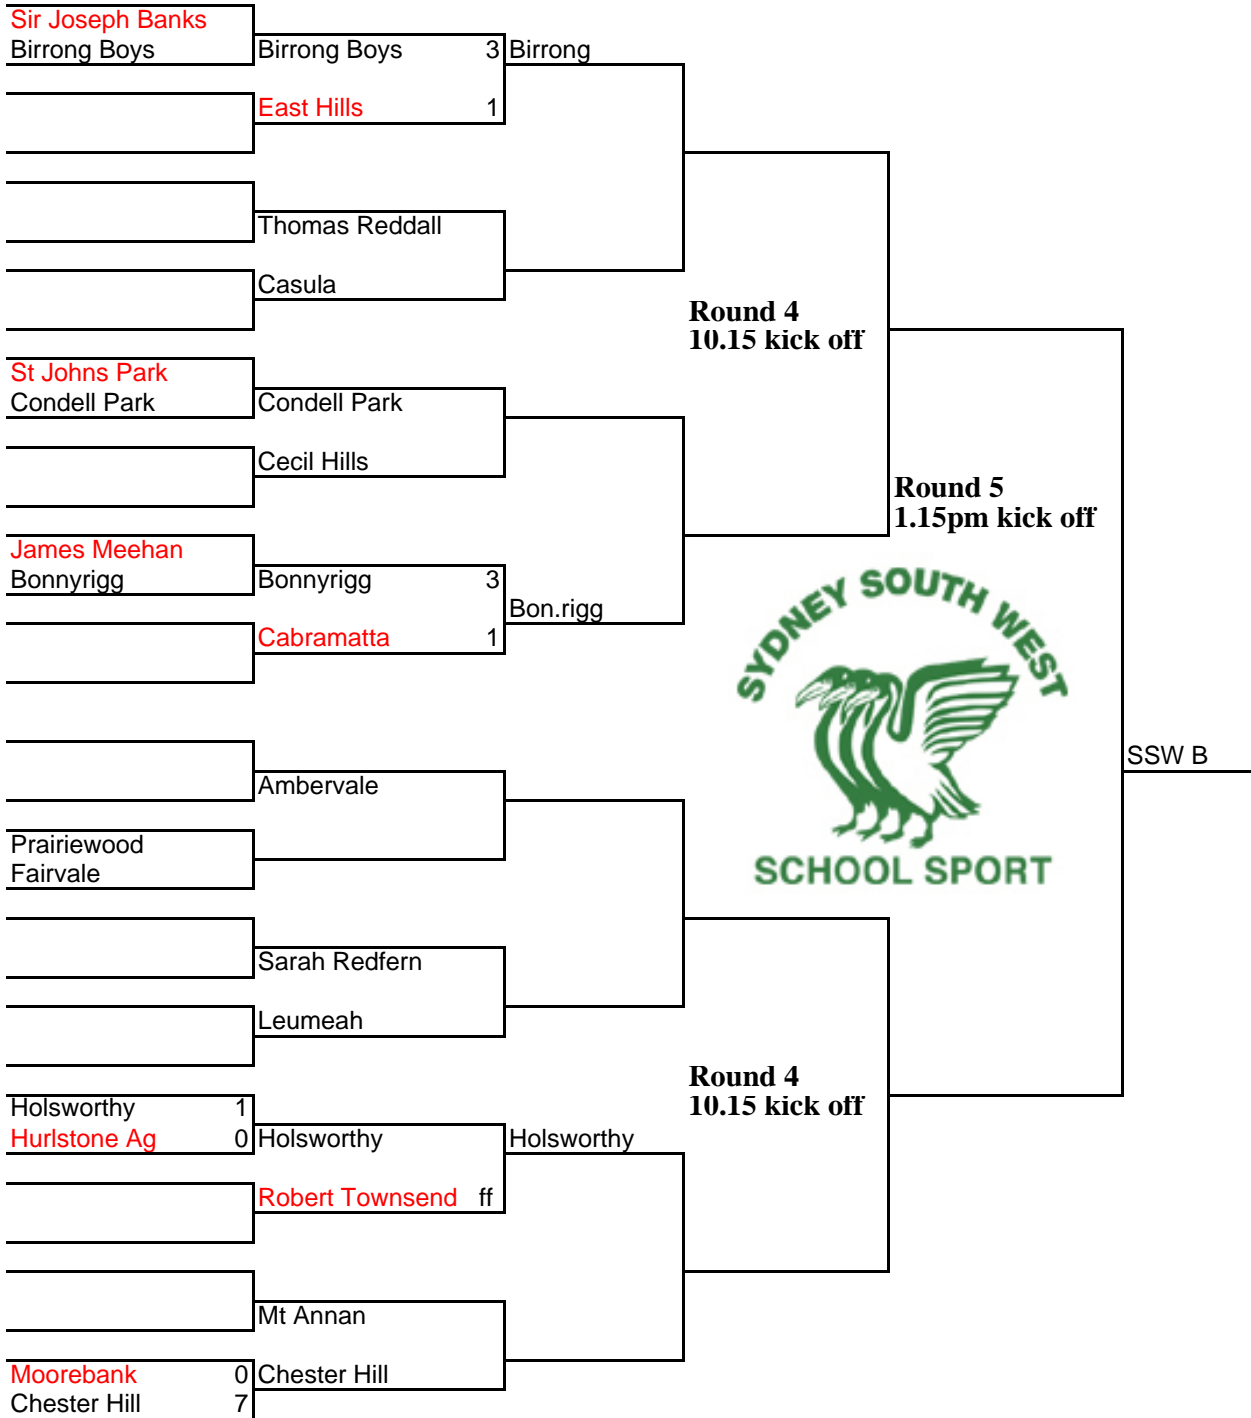 Sir Joseph Banks
Birrong Boys
Birrong Boys 3
Birrong
East Hills 1
Thomas Reddall
Casula
Round 4
10.15 kick off
St Johns Park
Condell Park
Condell Park
Cecil Hills
Round 5
1.15pm kick off
James Meehan
Bonnyrigg
Bonnyrigg 3
Bon.rigg
Cabramatta 1
SYDNEY SOUTH WEST
SCHOOL SPORT
SSW B
Ambervale
Prairiewood
Fairvale
Sarah Redfern
Leumeah
Round 4
10.15 kick off
Holsworthy 1
Hurlstone Ag 0
Holsworthy
Holsworthy
Robert Townsend ff
Mt Annan
Moorebank 0
Chester Hill
Chester Hill 7